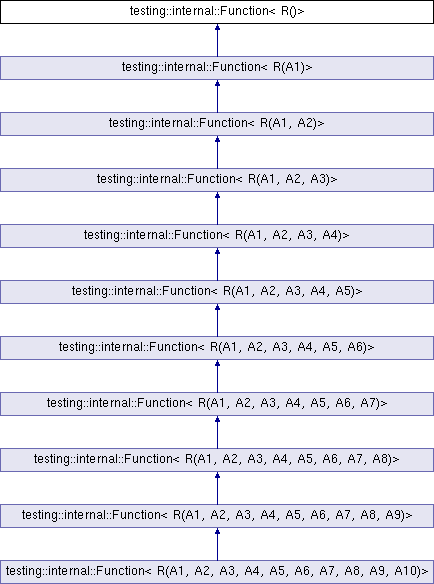 testing::internal::Function< R()>
testing::internal::Function< R(A1)>
testing::internal::Function< R(A1, A2)>
testing::internal::Function< R(A1, A2, A3)>
testing::internal::Function< R(A1, A2, A3, A4)>
testing::internal::Function< R(A1, A2, A3, A4, A5)>
testing::internal::Function< R(A1, A2, A3, A4, A5, A6)>
testing::internal::Function< R(A1, A2, A3, A4, A5, A6, A7)>
testing::internal::Function< R(A1, A2, A3, A4, A5, A6, A7, A8)>
testing::internal::Function< R(A1, A2, A3, A4, A5, A6, A7, A8, A9)>
testing::internal::Function< R(A1, A2, A3, A4, A5, A6, A7, A8, A9, A10)>